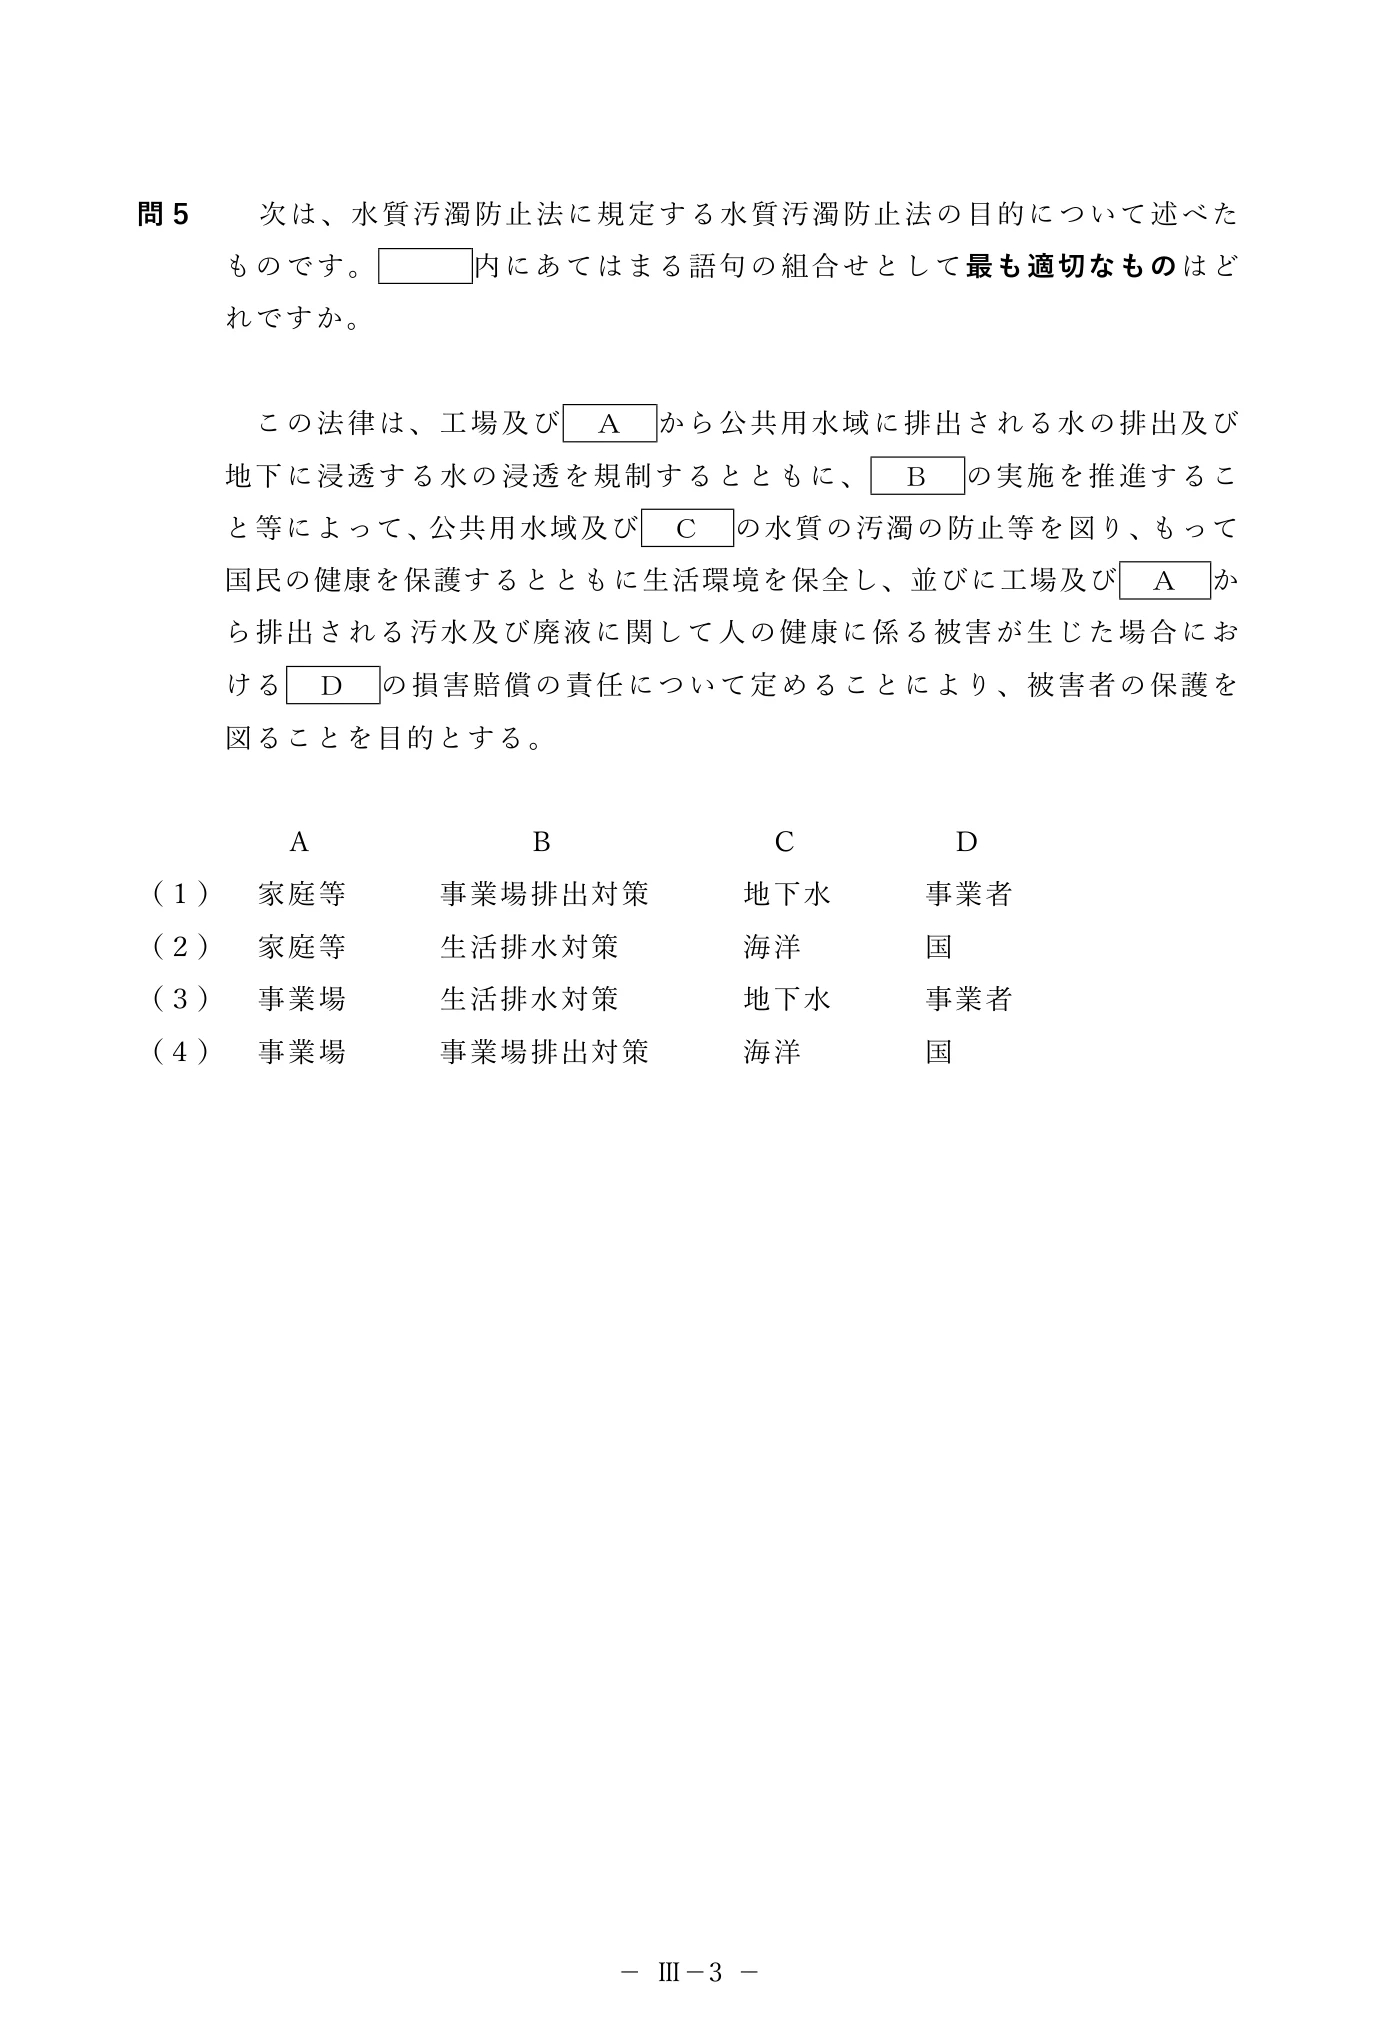 問5　次は、水質汚濁防止法に規定する水質汚濁防止法の目的について述べた
ものです。　　　内にあてはまる語句の組合せとして最も適切なものはど
れですか。
この法律は、工場及び A から公共用水域に排出される水の排出及び
地下に浸透する水の浸透を規制するとともに、 B の実施を推進するこ
と等によって、公共用水域及び C の水質の汚濁の防止等を図り、もって
国民の健康を保護するとともに生活環境を保全し、並びに工場及び A か
ら排出される汚水及び廃液に関して人の健康に係る被害が生じた場合にお
ける D の損害賠償の責任について定めることにより、被害者の保護を
図ることを目的とする。
A　B　C　D
（1）　家庭等　事業場排出対策　地下水　事業者
（2）　家庭等　生活排水対策　海洋　国
（3）　事業場　生活排水対策　地下水　事業者
（4）　事業場　事業場排出対策　海洋　国
－ Ⅲ－3 －